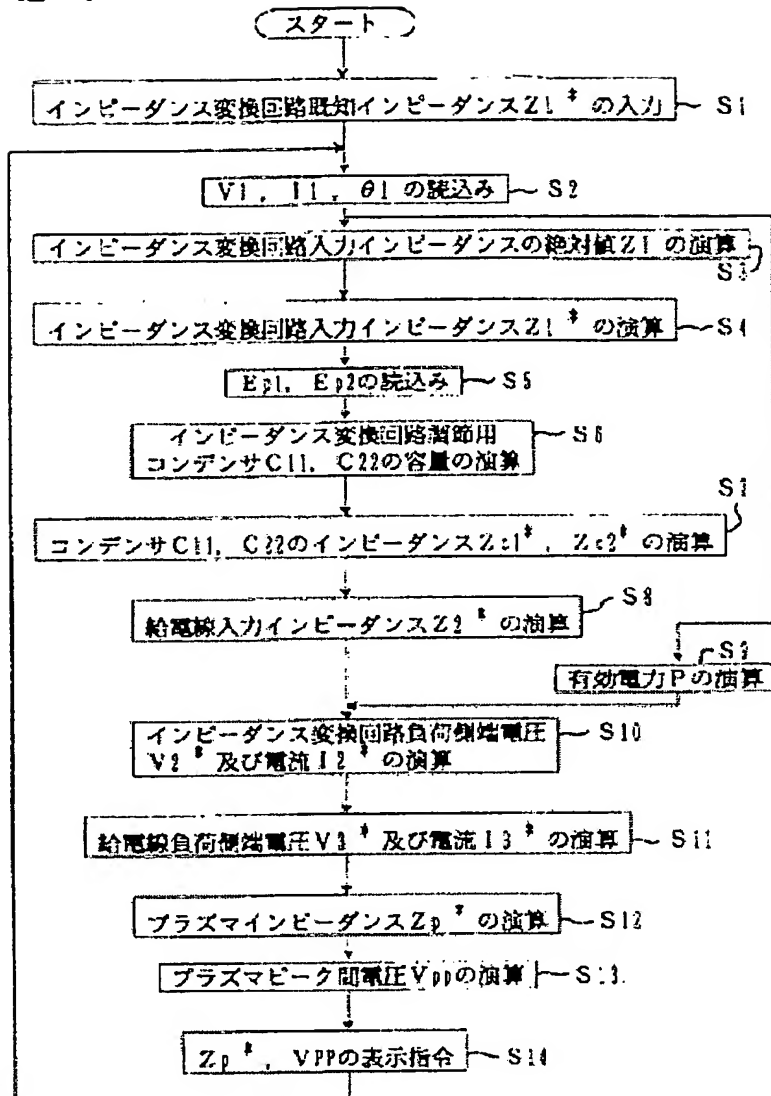 スタート
インピーダンス変換回路既知インピーダンスZ1*の入力 S1
V1, I1, θ1の読込み S2
インピーダンス変換回路入力インピーダンスの絶対値Z1の演算
S3
インピーダンス変換回路入力インピーダンスZ1*の演算 S4
Ep1, Ep2の読込み S5
インピーダンス変換回路調節用 S6
コンデンサC11, C22の容量の演算
S7
コンデンサC11, C22のインピーダンスZc1*, Zc2*の演算
S8
給電線入力インピーダンスZ2*の演算
S9
有効電力Pの演算
インピーダンス変換回路負荷側端電圧 S10
V2*及び電流I2*の演算
給電線負荷側端電圧V3*及び電流I3*の演算 S11
プラズマインピーダンスZp*の演算 S12
プラズマピーク間電圧Vppの演算 S13
Zp*, VPPの表示指令 S14